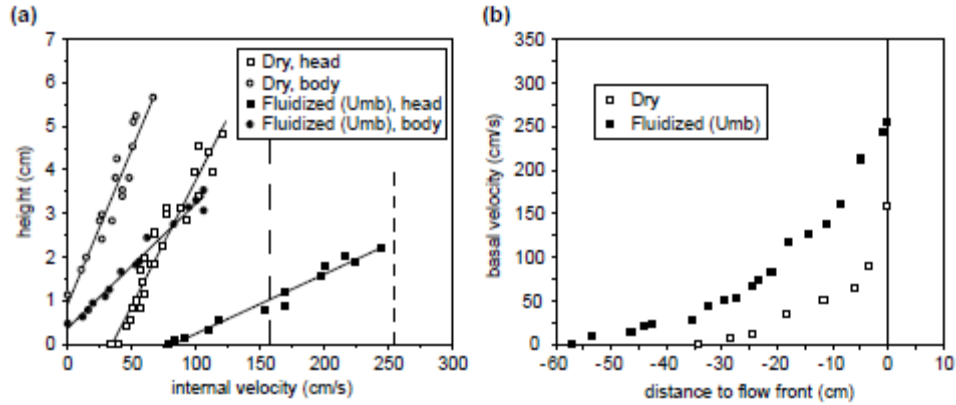 (a)
7
6
5
4
3
2
1
0
height (cm)
0 50 100 150 200 250 300
internal velocity (cm/s)
Dry, head
Dry, body
Fluidized (Umb), head
Fluidized (Umb), body
(b)
350
300
250
200
150
100
50
0
basal velocity (cm/s)
-60 -50 -40 -30 -20 -10 0 10
distance to flow front (cm)
Dry
Fluidized (Umb)